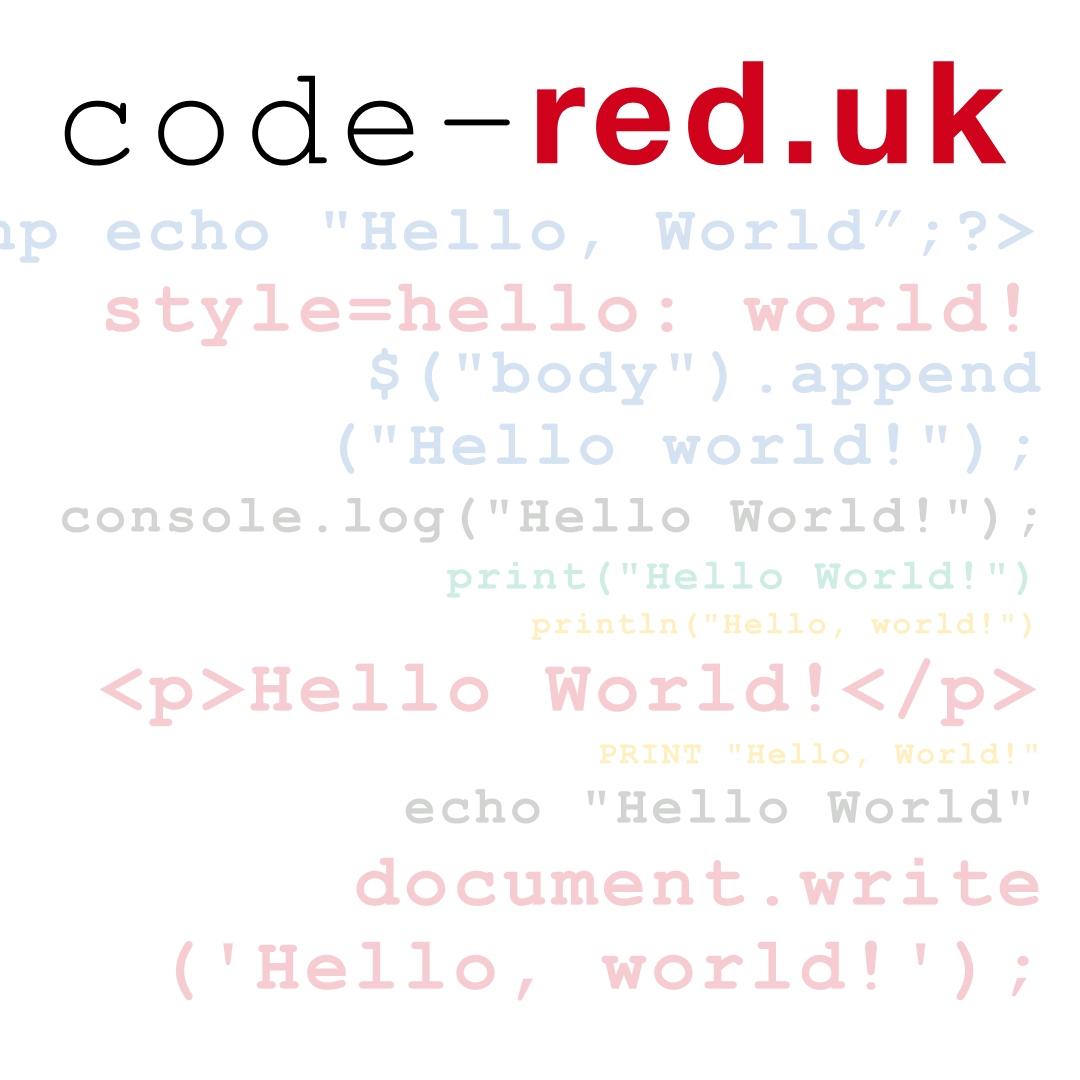 code-red.uk
hp echo "Hello, World”;?>
style=hello: world!
$("body").append
("Hello world!");
console.log("Hello World!");
print("Hello World!")
println("Hello, world!")
<p>Hello World!</p>
PRINT "Hello, World!"
echo "Hello World"
document.write
('Hello, world!');